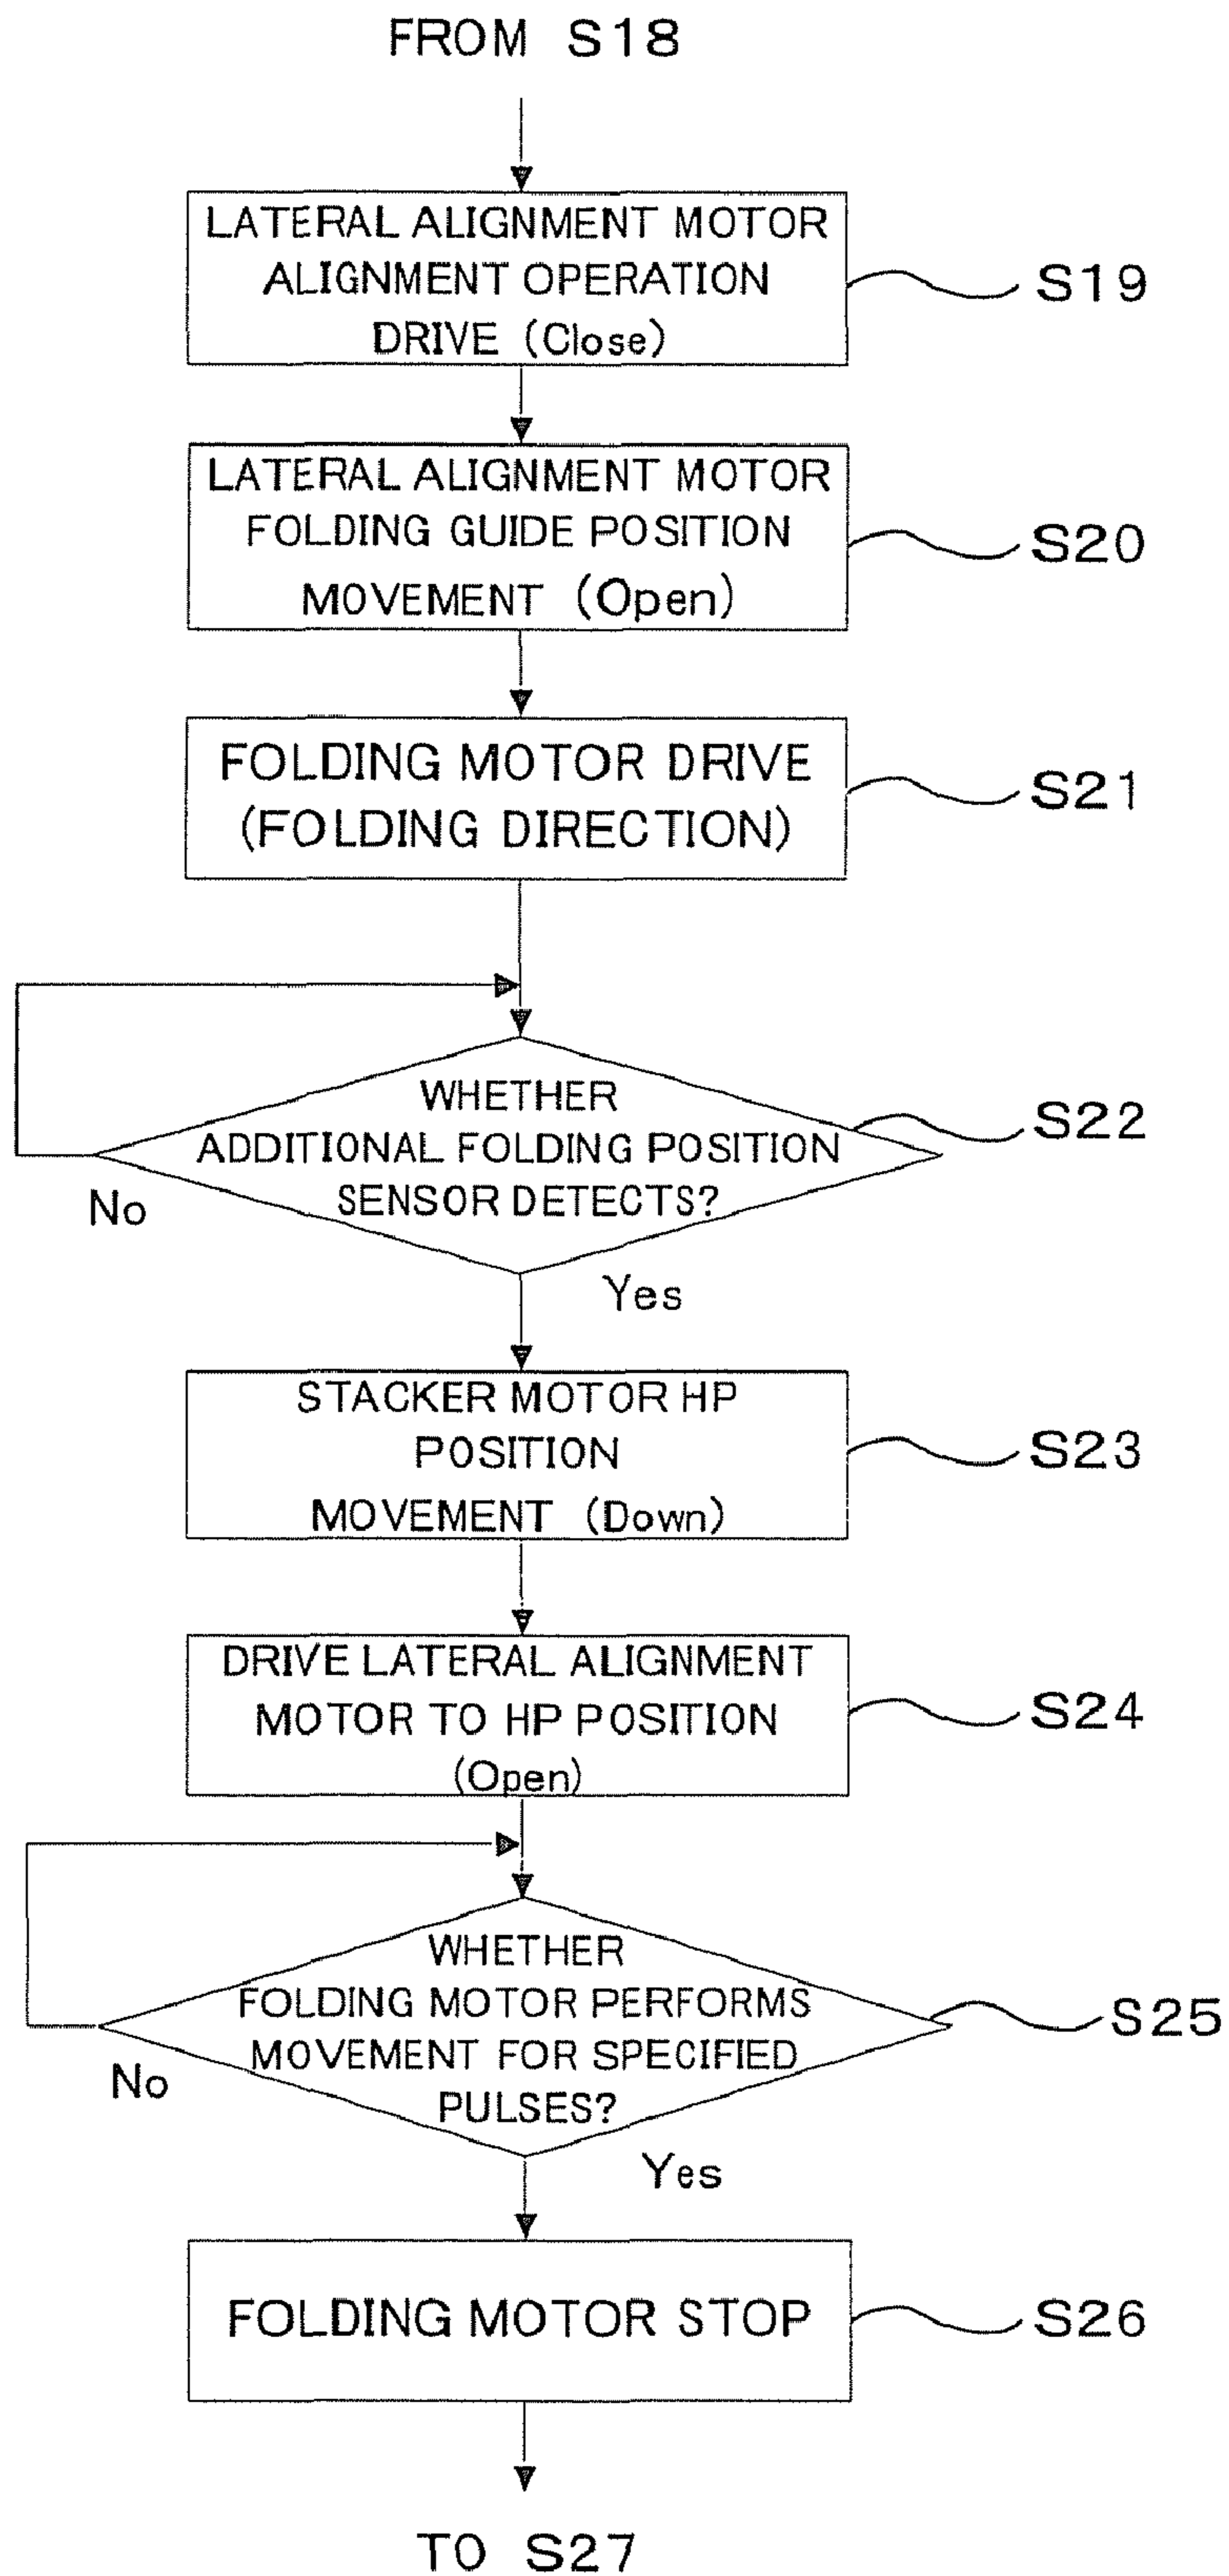 FROM S18
LATERAL ALIGNMENT MOTOR
ALIGNMENT OPERATION
DRIVE (Close)
S19
LATERAL ALIGNMENT MOTOR
FOLDING GUIDE POSITION
MOVEMENT (Open)
S20
FOLDING MOTOR DRIVE
(FOLDING DIRECTION)
S21
WHETHER
ADDITIONAL FOLDING POSITION
SENSOR DETECTS?
S22
No
Yes
STACKER MOTOR HP
POSITION
MOVEMENT (Down)
S23
DRIVE LATERAL ALIGNMENT
MOTOR TO HP POSITION
(Open)
S24
WHETHER
FOLDING MOTOR PERFORMS
MOVEMENT FOR SPECIFIED
PULSES?
S25
No
Yes
FOLDING MOTOR STOP
S26
TO S27